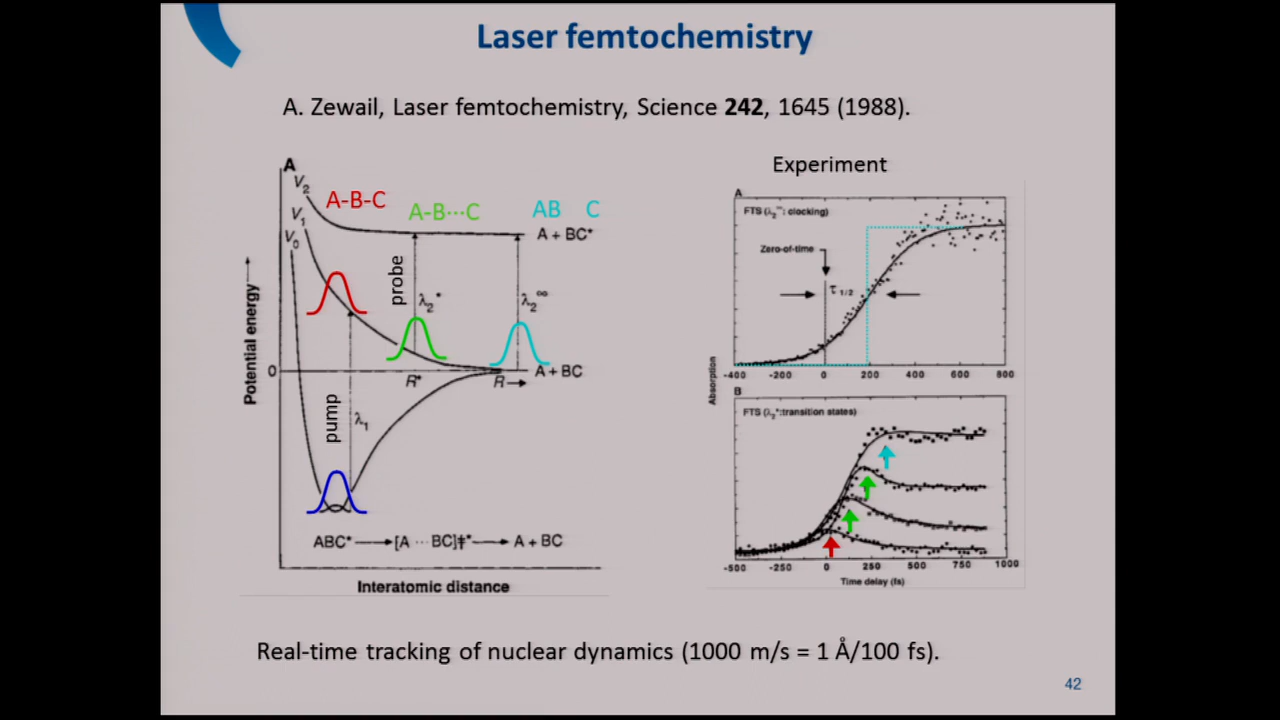 Laser femtochemistry
A. Zewail, Laser femtochemistry, Science 242, 1645 (1988).
A
V2
V1
V0
A-B-C
A-B···C
AB C
A + BC*
probe
λ2*
λ2∞
Potential energy
0
R*
R
A + BC
pump
λ1
ABC* → [A ··· BC]‡* → A + BC
Interatomic distance
Experiment
A
FTS (λ2∞: clocking)
Zero-of-time
τ1/2
-400 -200 0 200 400 600 800
Absorption
B
FTS (λ2*:transition states)
-500 -250 0 250 500 750 1000
Time delay (fs)
Real-time tracking of nuclear dynamics (1000 m/s = 1 Å/100 fs).
42